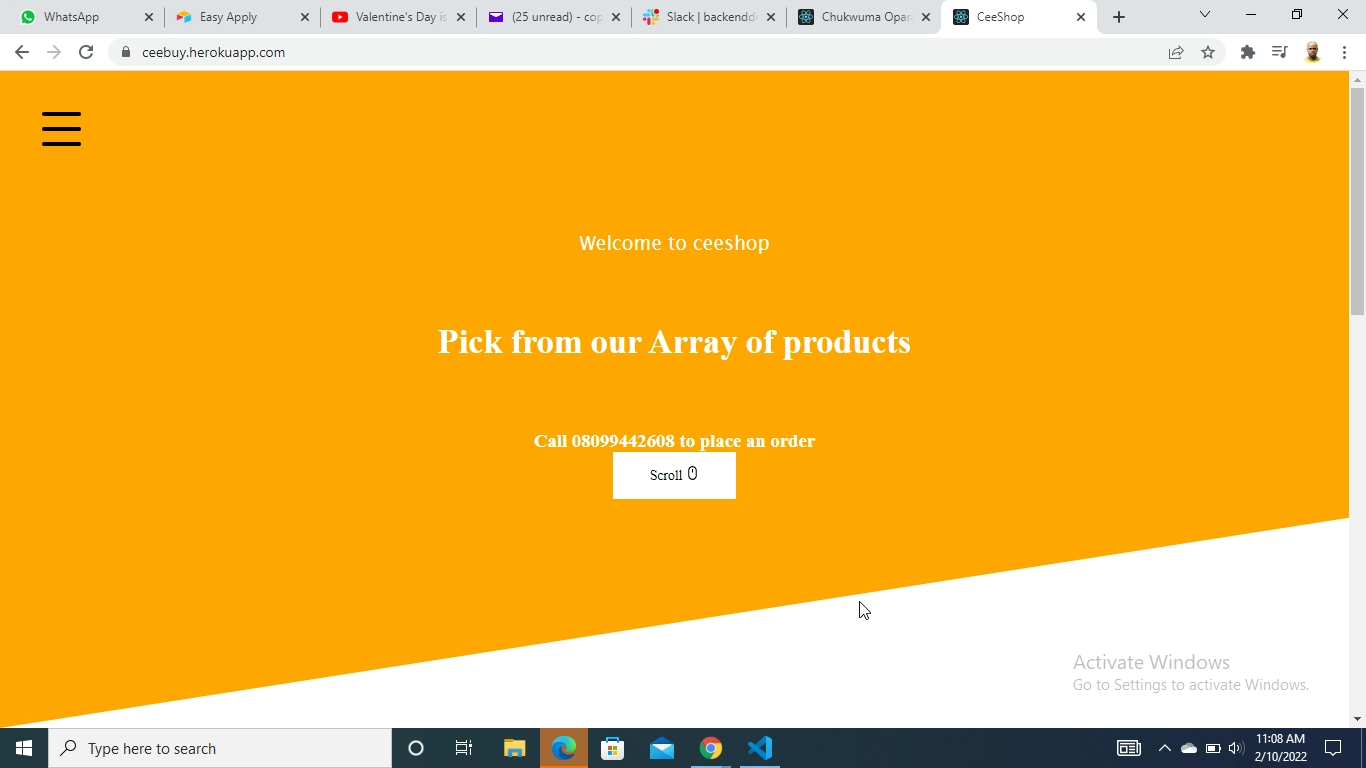 WhatsApp
Easy Apply
Valentine's Day is
(25 unread) - cop
Slack | backendd
Chukwuma Opar
CeeShop
ceebuy.herokuapp.com
Welcome to ceeshop
Pick from our Array of products
Call 08099442608 to place an order
Scroll
Activate Windows
Go to Settings to activate Windows.
Type here to search
11:08 AM
2/10/2022